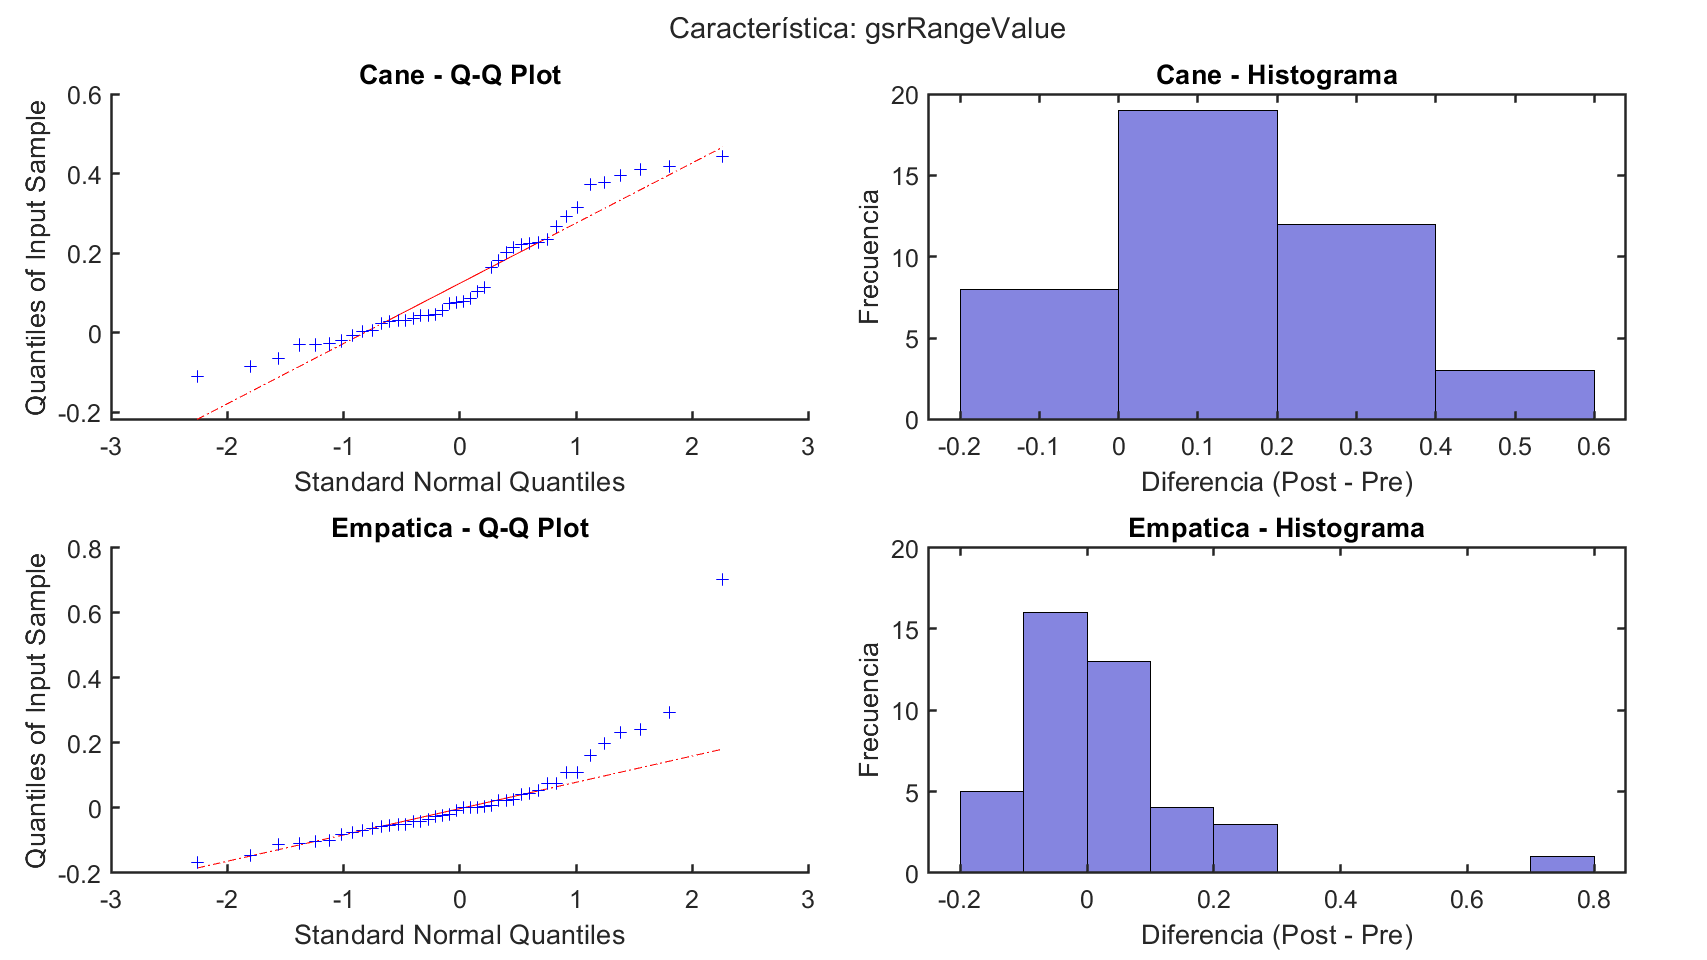 Característica: gsrRangeValue
Cane - Q-Q Plot
Quantiles of Input Sample
0.6
0.4
0.2
0
-0.2
-3 -2 -1 0 1 2 3
Standard Normal Quantiles
Cane - Histograma
Frecuencia
20
15
10
5
0
-0.2 -0.1 0 0.1 0.2 0.3 0.4 0.5 0.6
Diferencia (Post - Pre)
Empatica - Q-Q Plot
Quantiles of Input Sample
0.8
0.6
0.4
0.2
0
-0.2
-3 -2 -1 0 1 2 3
Standard Normal Quantiles
Empatica - Histograma
Frecuencia
20
15
10
5
0
-0.2 0 0.2 0.4 0.6 0.8
Diferencia (Post - Pre)